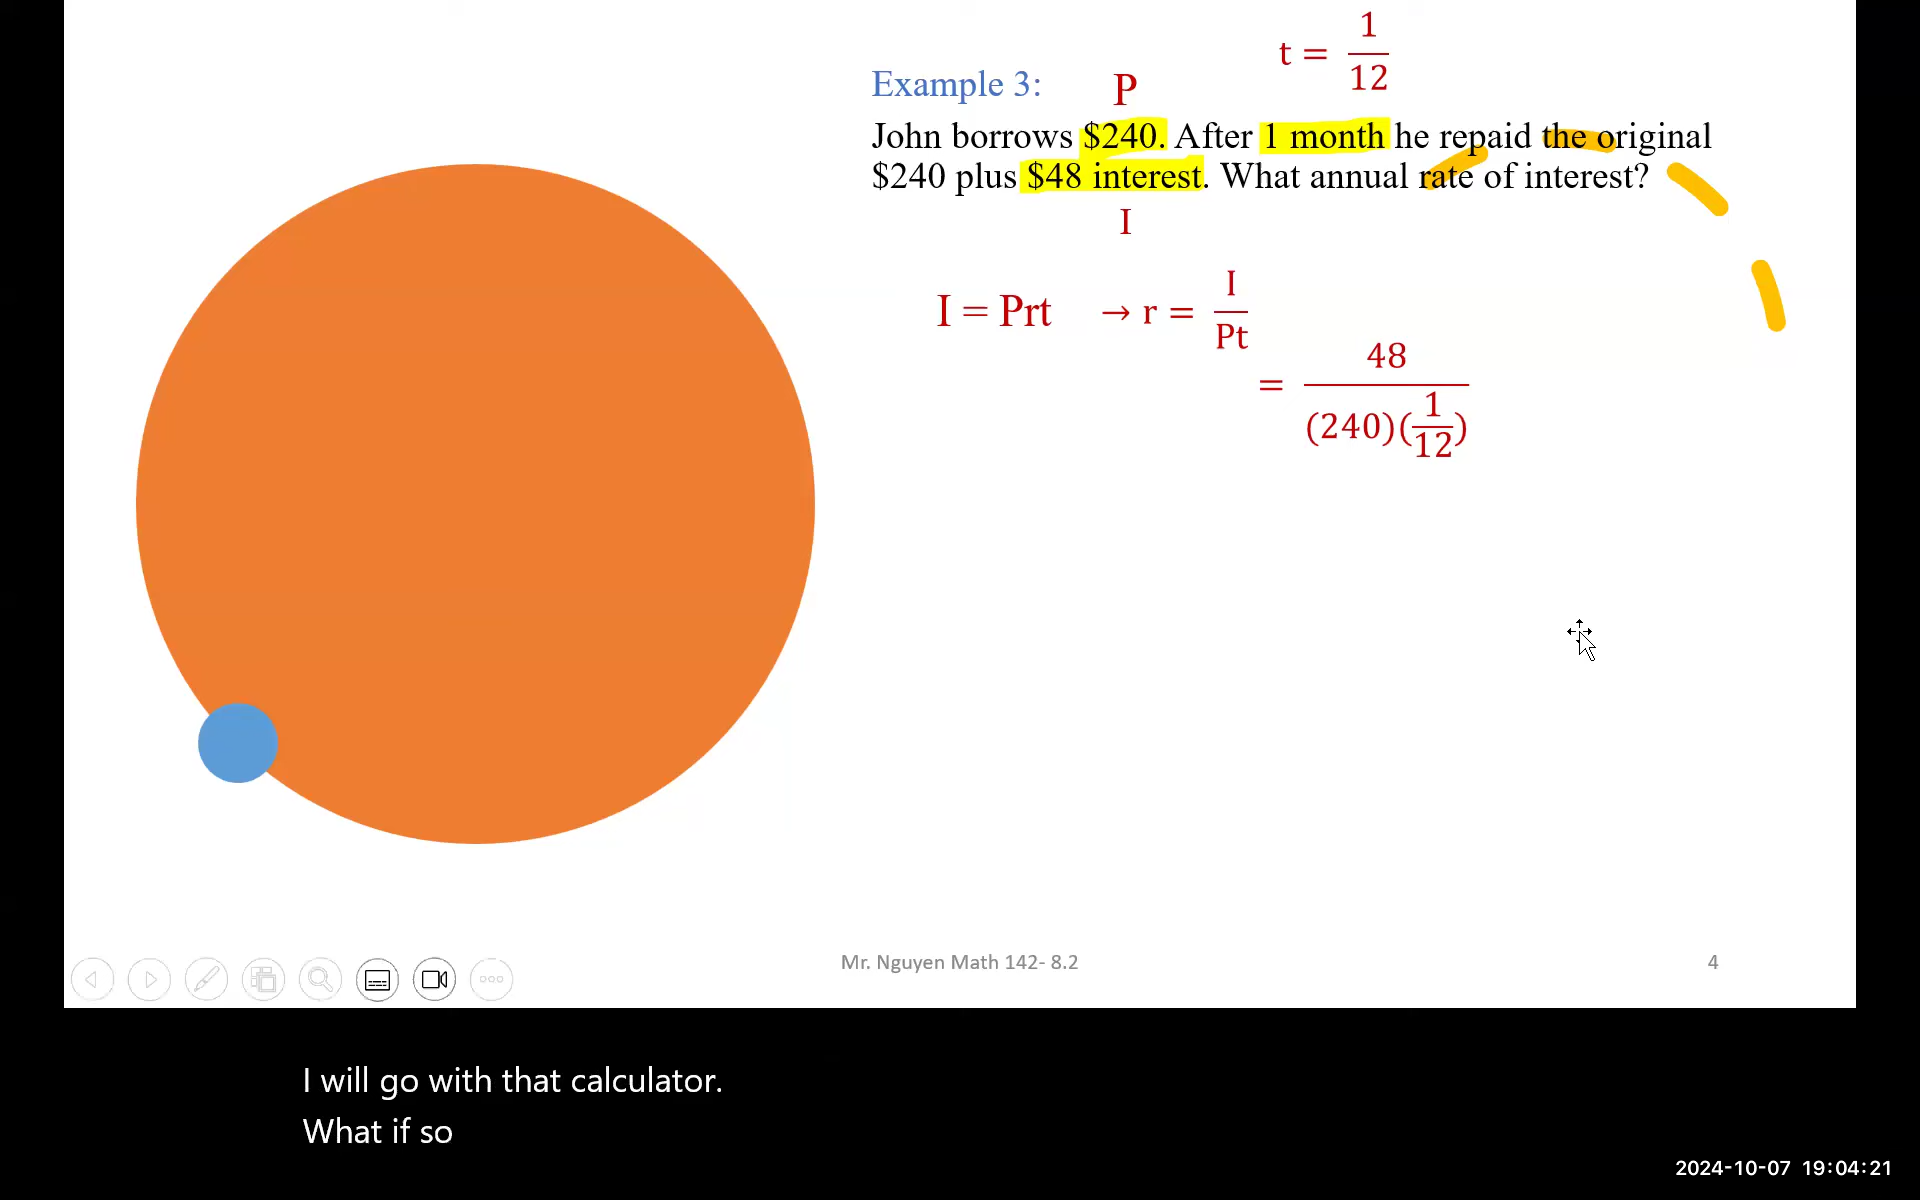 t = 1/12
Example 3: P
John borrows $240. After 1 month he repaid the original
$240 plus $48 interest. What annual rate of interest?
I
I = Prt → r = I/Pt
= 48/(240)(1/12)
Mr. Nguyen Math 142- 8.2
4
I will go with that calculator.
What if so
2024-10-07 19:04:21